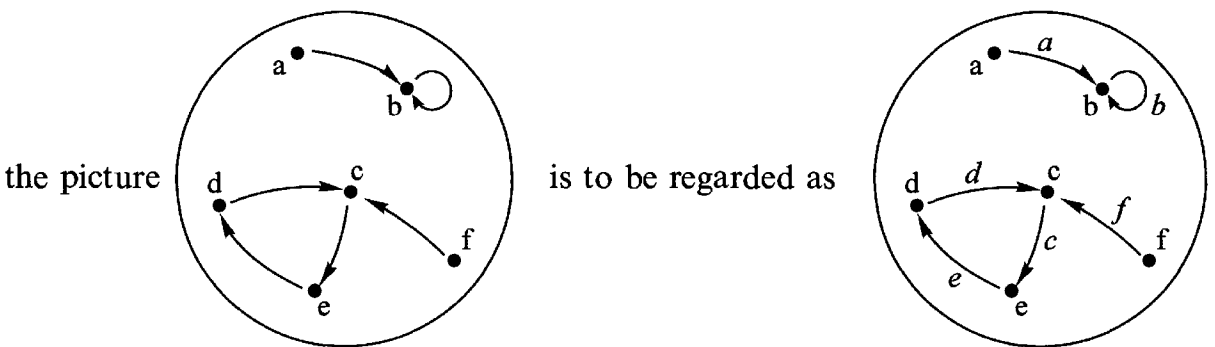 a a a
b b b
the picture d c is to be regarded as d d c
f f f
c
e e e